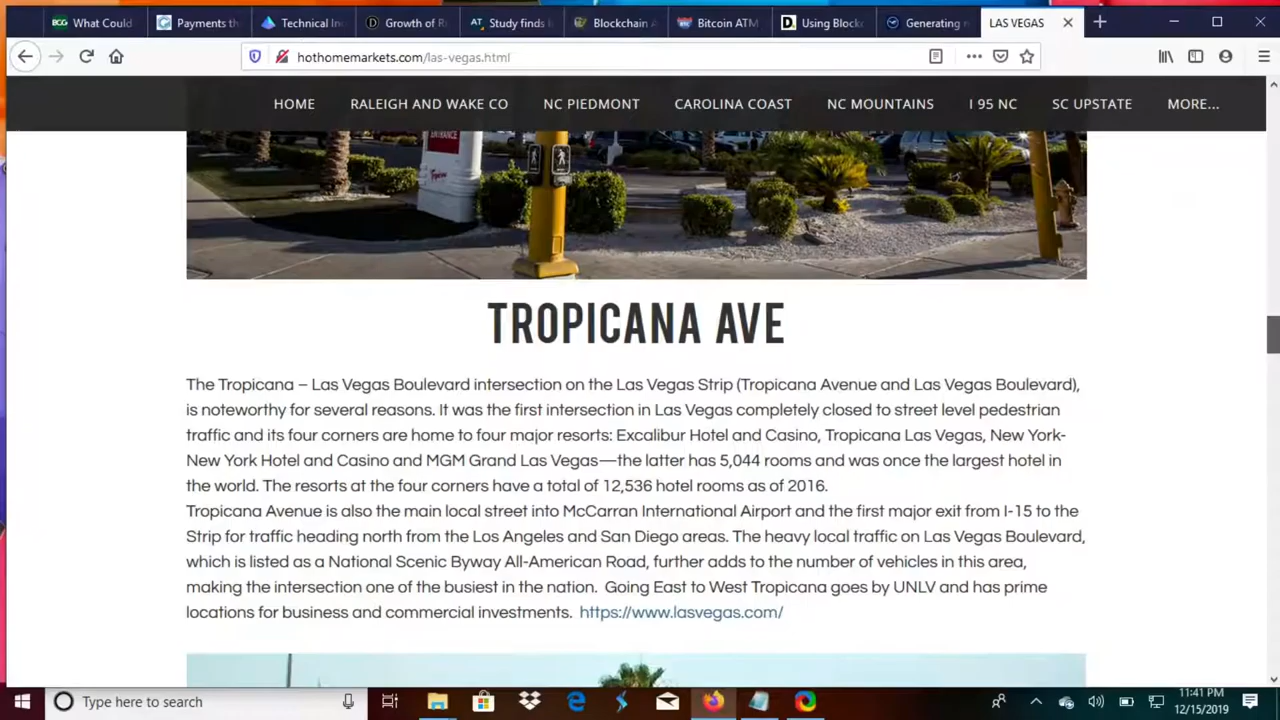 What Could
Payments th
Technical In
Growth of Ri
Study finds i
Blockchain A
Bitcoin ATM
Using Block
Generating r
LAS VEGAS
hothomemarkets.com/las-vegas.html
HOME RALEIGH AND WAKE CO NC PIEDMONT CAROLINA COAST NC MOUNTAINS I 95 NC SC UPSTATE MORE...
ENTRANCE
TROPICANA AVE
The Tropicana – Las Vegas Boulevard intersection on the Las Vegas Strip (Tropicana Avenue and Las Vegas Boulevard),
is noteworthy for several reasons. It was the first intersection in Las Vegas completely closed to street level pedestrian
traffic and its four corners are home to four major resorts: Excalibur Hotel and Casino, Tropicana Las Vegas, New York-
New York Hotel and Casino and MGM Grand Las Vegas—the latter has 5,044 rooms and was once the largest hotel in
the world. The resorts at the four corners have a total of 12,536 hotel rooms as of 2016.
Tropicana Avenue is also the main local street into McCarran International Airport and the first major exit from I-15 to the
Strip for traffic heading north from the Los Angeles and San Diego areas. The heavy local traffic on Las Vegas Boulevard,
which is listed as a National Scenic Byway All-American Road, further adds to the number of vehicles in this area,
making the intersection one of the busiest in the nation. Going East to West Tropicana goes by UNLV and has prime
locations for business and commercial investments. https://www.lasvegas.com/
Type here to search
11:41 PM
12/15/2019